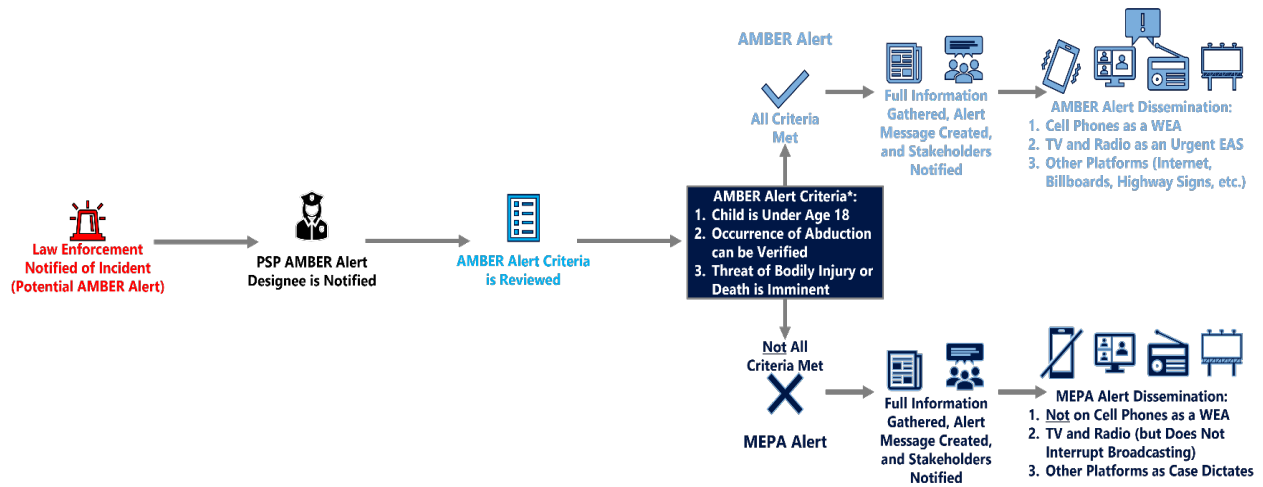 Law Enforcement
Notified of Incident
(Potential AMBER Alert)
PSP AMBER Alert
Designee is Notified
AMBER Alert Criteria
is Reviewed
AMBER Alert Criteria*:
1. Child is Under Age 18
2. Occurrence of Abduction
can be Verified
3. Threat of Bodily Injury or
Death is Imminent
AMBER Alert
All Criteria
Met
Full Information
Gathered, Alert
Message Created,
and Stakeholders
Notified
AMBER Alert Dissemination:
1. Cell Phones as a WEA
2. TV and Radio as an Urgent EAS
3. Other Platforms (Internet,
Billboards, Highway Signs, etc.)
Not All
Criteria Met
MEPA Alert
Full Information
Gathered, Alert
Message Created,
and Stakeholders
Notified
MEPA Alert Dissemination:
1. Not on Cell Phones as a WEA
2. TV and Radio (but Does Not
Interrupt Broadcasting)
3. Other Platforms as Case Dictates